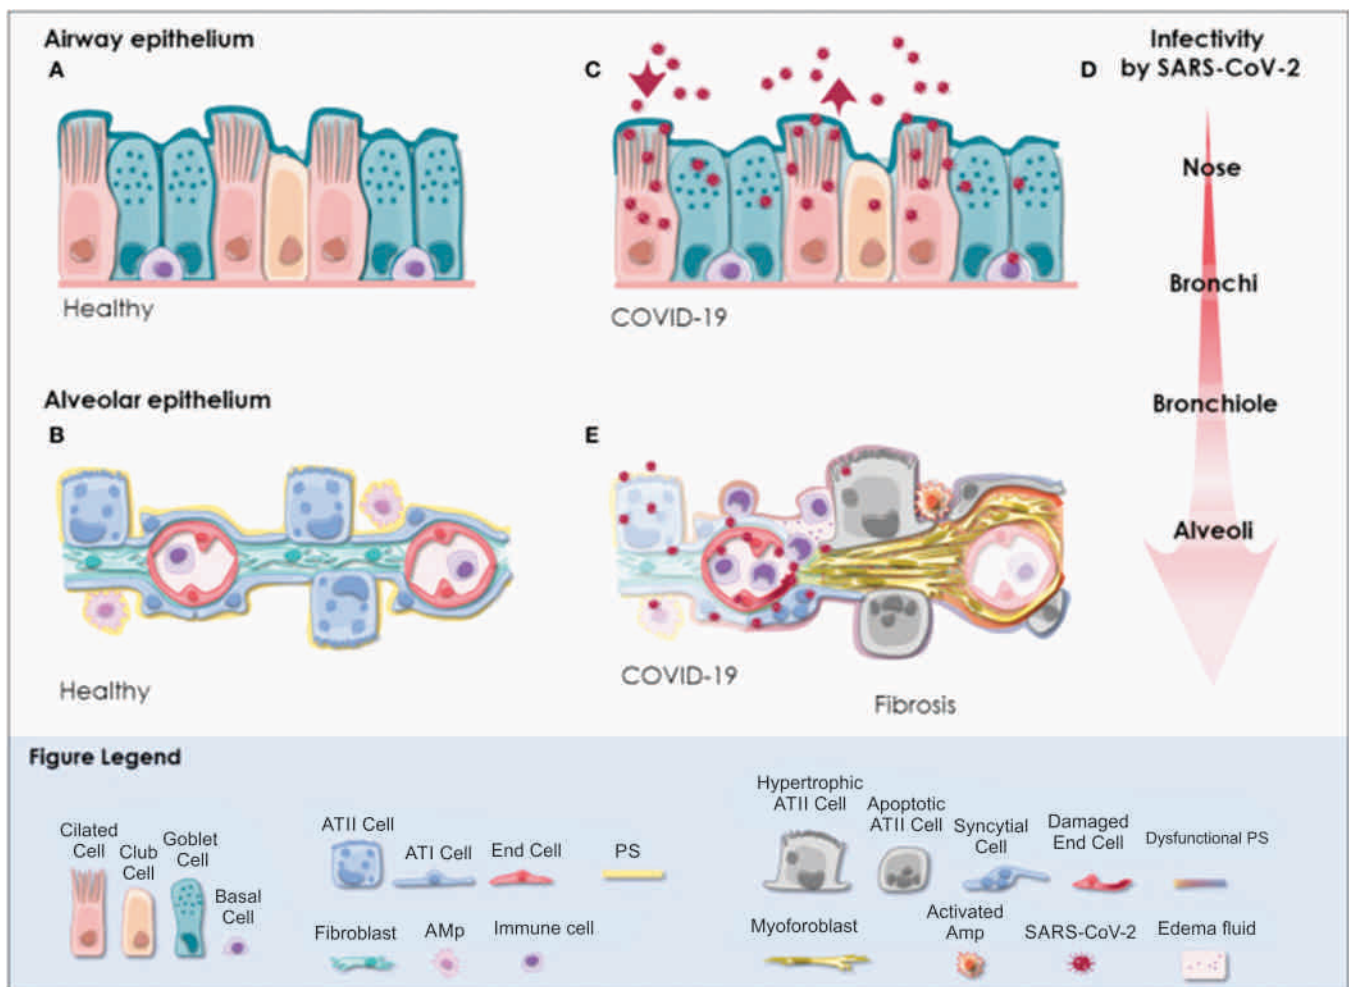 Airway epithelium
A
Healthy
C
COVID-19
D
Infectivity
by SARS-CoV-2
Nose
Bronchi
Bronchiole
Alveoli
Alveolar epithelium
B
Healthy
E
COVID-19
Fibrosis
Figure Legend
Cilated
Cell
Club
Cell
Goblet
Cell
Basal
Cell
ATII Cell
ATI Cell
End Cell
PS
Fibroblast
AMp
Immune cell
Hypertrophic
ATII Cell
Apoptotic
ATII Cell
Syncytial
Cell
Damaged
End Cell
Dysfunctional PS
Myoforoblast
Activated
Amp
SARS-CoV-2
Edema fluid